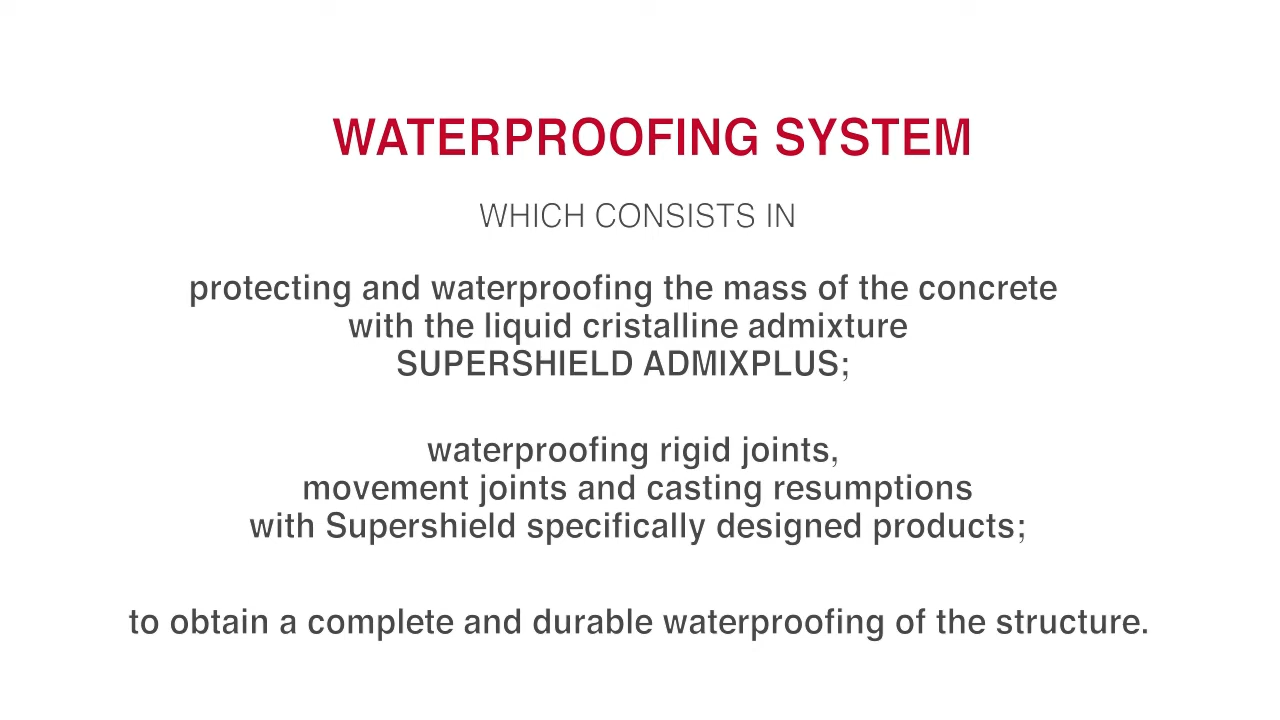 WATERPROOFING SYSTEM
WHICH CONSISTS IN
protecting and waterproofing the mass of the concrete
with the liquid cristalline admixture
SUPERSHIELD ADMIXPLUS;
waterproofing rigid joints,
movement joints and casting resumptions
with Supershield specifically designed products;
to obtain a complete and durable waterproofing of the structure.